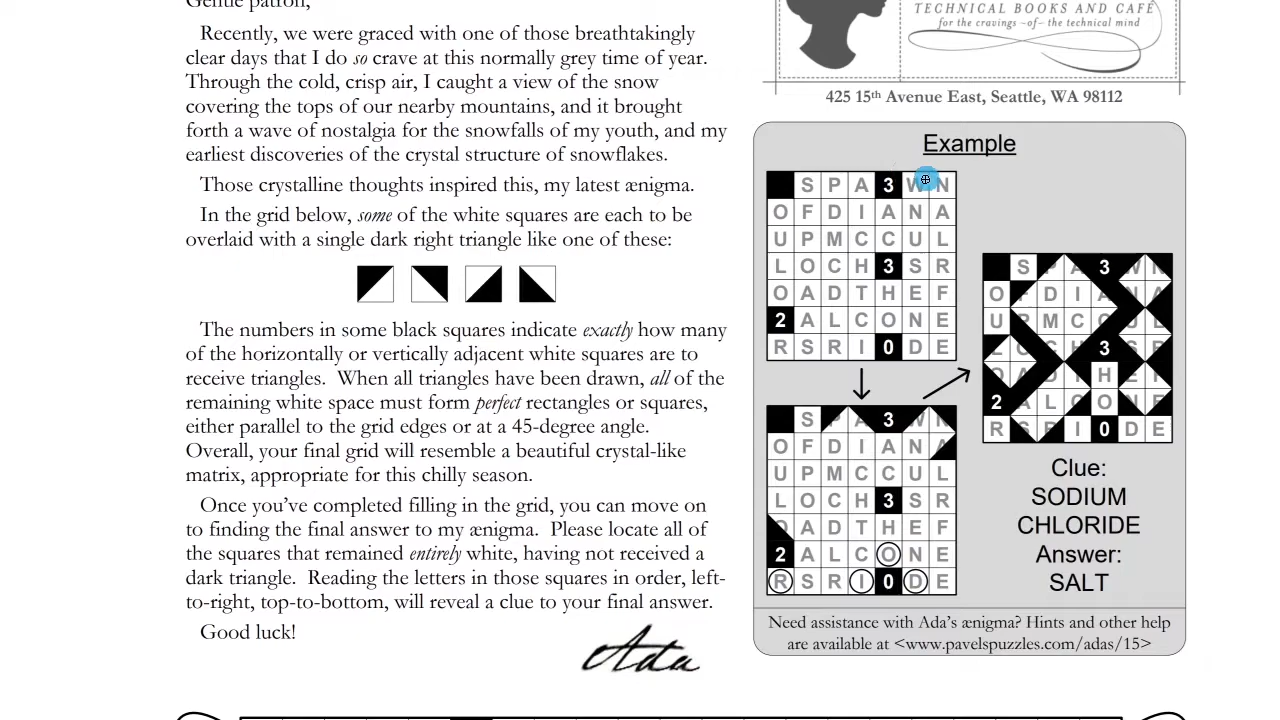 Gentle patron,
Recently, we were graced with one of those breathtakingly
clear days that I do so crave at this normally grey time of year.
Through the cold, crisp air, I caught a view of the snow
covering the tops of our nearby mountains, and it brought
forth a wave of nostalgia for the snowfalls of my youth, and my
earliest discoveries of the crystal structure of snowflakes.
Those crystalline thoughts inspired this, my latest ænigma.
In the grid below, some of the white squares are each to be
overlaid with a single dark right triangle like one of these:
The numbers in some black squares indicate exactly how many
of the horizontally or vertically adjacent white squares are to
receive triangles.  When all triangles have been drawn, all of the
remaining white space must form perfect rectangles or squares,
either parallel to the grid edges or at a 45-degree angle.
Overall, your final grid will resemble a beautiful crystal-like
matrix, appropriate for this chilly season.
Once you’ve completed filling in the grid, you can move on
to finding the final answer to my ænigma.  Please locate all of
the squares that remained entirely white, having not received a
dark triangle.  Reading the letters in those squares in order, left-
to-right, top-to-bottom, will reveal a clue to your final answer.
Good luck!
Ada
TECHNICAL BOOKS AND CAFÉ
for the cravings ~of~ the technical mind
425 15th Avenue East, Seattle, WA 98112
Example
S P A 3 W N
O F D I A N A
U P M C C U L
L O C H 3 S R
O A D T H E F
2 A L C O N E
R S R I 0 D E
S P A 3 W N
O F D I A N A
U P M C C U L
L O C H 3 S R
O A D T H E F
2 A L C O N E
R S R I 0 D E
S P A 3 W N
O F D I A N A
U P M C C U L
L O C H 3 S R
O A D T H E F
2 A L C O N E
R S R I 0 D E
Clue:
SODIUM
CHLORIDE
Answer:
SALT
Need assistance with Ada’s ænigma? Hints and other help
are available at <www.pavelspuzzles.com/adas/15>